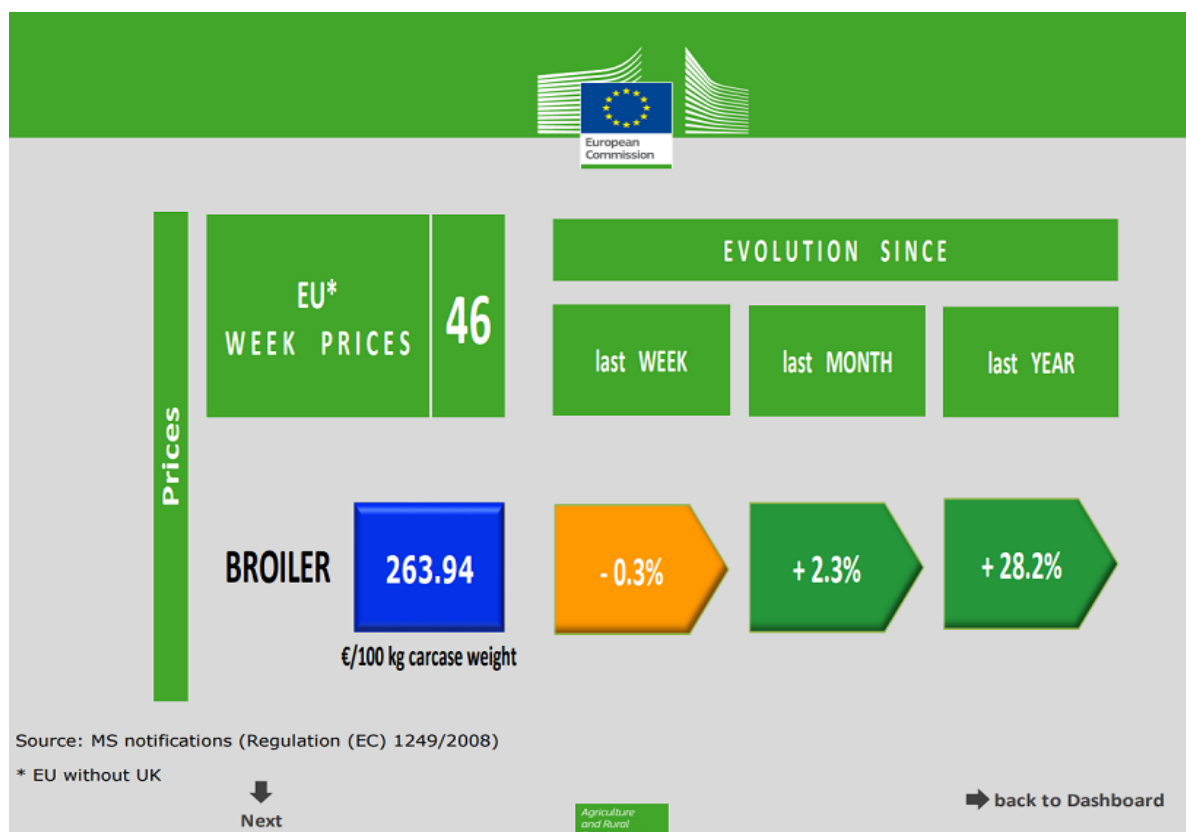 European
Commission
EU*
WEEK PRICES
46
EVOLUTION SINCE
last WEEK
last MONTH
last YEAR
Prices
BROILER
263.94
- 0.3%
+ 2.3%
+ 28.2%
€/100 kg carcase weight
Source: MS notifications (Regulation (EC) 1249/2008)
* EU without UK
Next
Agriculture
and Rural
back to Dashboard